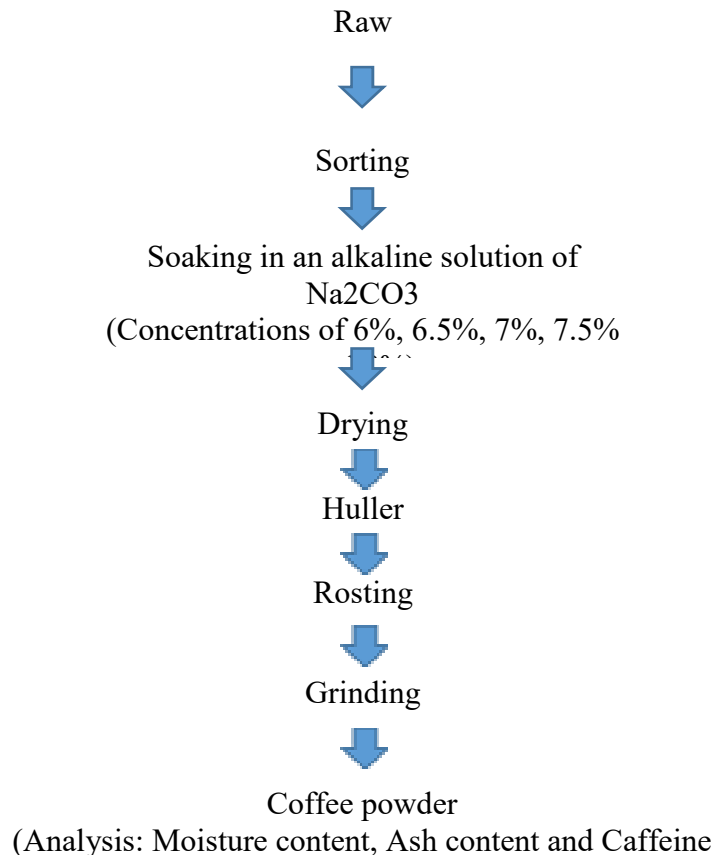 Raw
Sorting
Soaking in an alkaline solution of
Na2CO3
(Concentrations of 6%, 6.5%, 7%, 7.5%
Drying
Huller
Rosting
Grinding
Coffee powder
(Analysis: Moisture content, Ash content and Caffeine